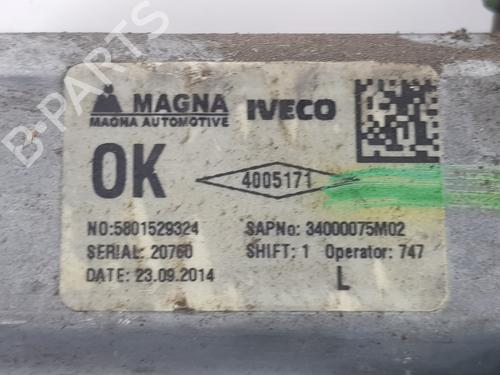 MAGNA IVECO
MAGNA AUTOMOTIVE
OK 4005171
NO:5801529324 SAPNo: 34000075M02
SERIAL: 20760 SHIFT: 1 Operator: 747
DATE: 23.09.2014 L
B-PARTS